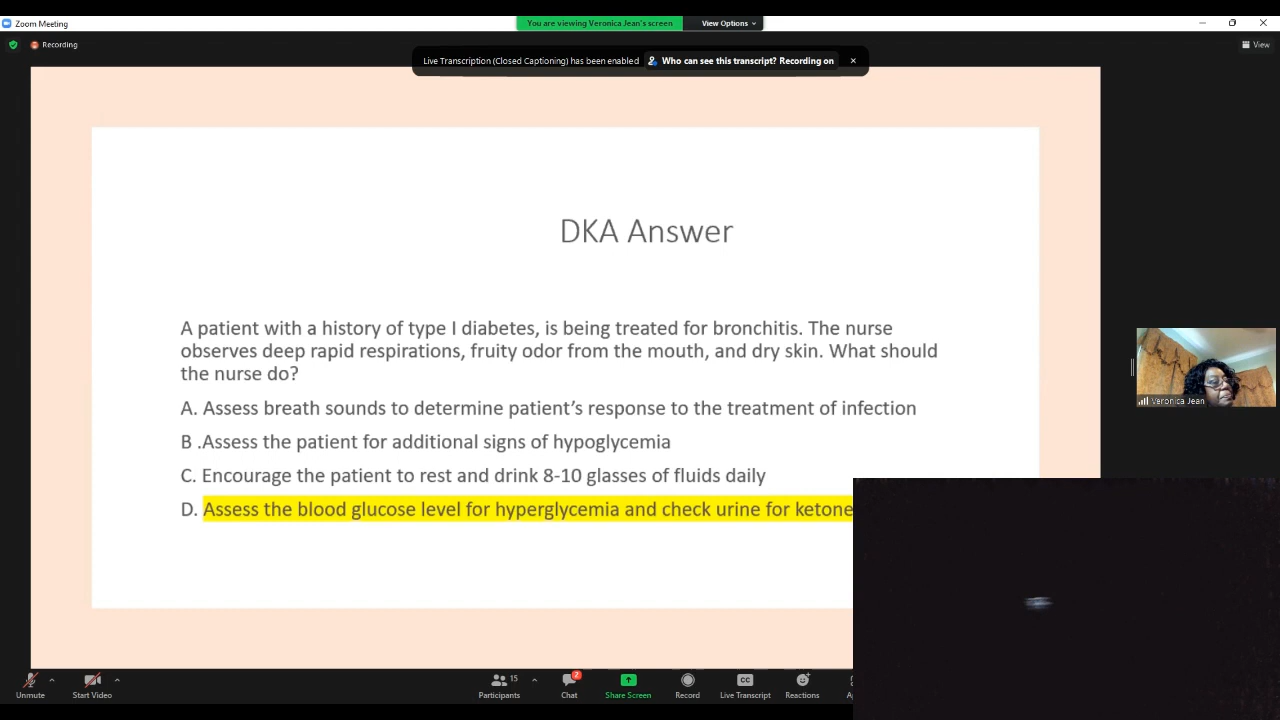 Zoom Meeting
You are viewing Veronica Jean's screen
View Options
Recording
View
Live Transcription (Closed Captioning) has been enabled
Who can see this transcript? Recording on
DKA Answer
A patient with a history of type I diabetes, is being treated for bronchitis. The nurse
observes deep rapid respirations, fruity odor from the mouth, and dry skin. What should
the nurse do?
A. Assess breath sounds to determine patient's response to the treatment of infection
B .Assess the patient for additional signs of hypoglycemia
C. Encourage the patient to rest and drink 8-10 glasses of fluids daily
D. Assess the blood glucose level for hyperglycemia and check urine for ketone
Veronica Jean
Unmute
Start Video
15
Participants
2
Chat
Share Screen
Record
CC
Live Transcript
Reactions